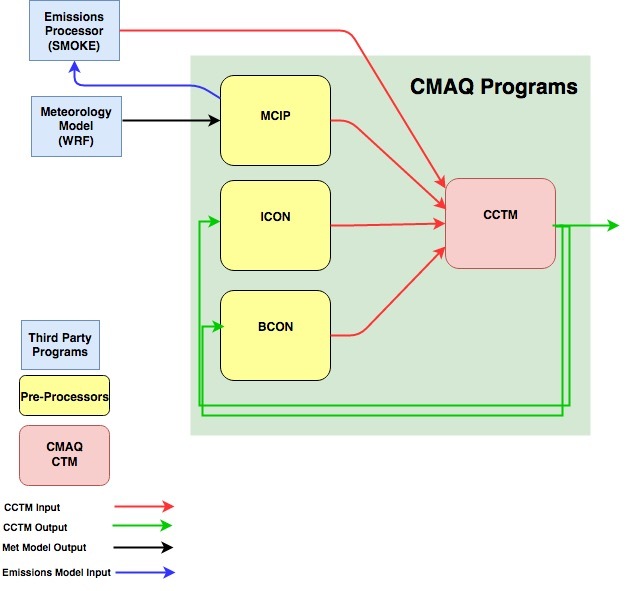 Emissions
Processor
(SMOKE)
CMAQ Programs
Meteorology
Model
(WRF)
MCIP
ICON
CCTM
BCON
Third Party
Programs
Pre-Processors
CMAQ
CTM
CCTM Input
CCTM Output
Met Model Output
Emissions Model Input